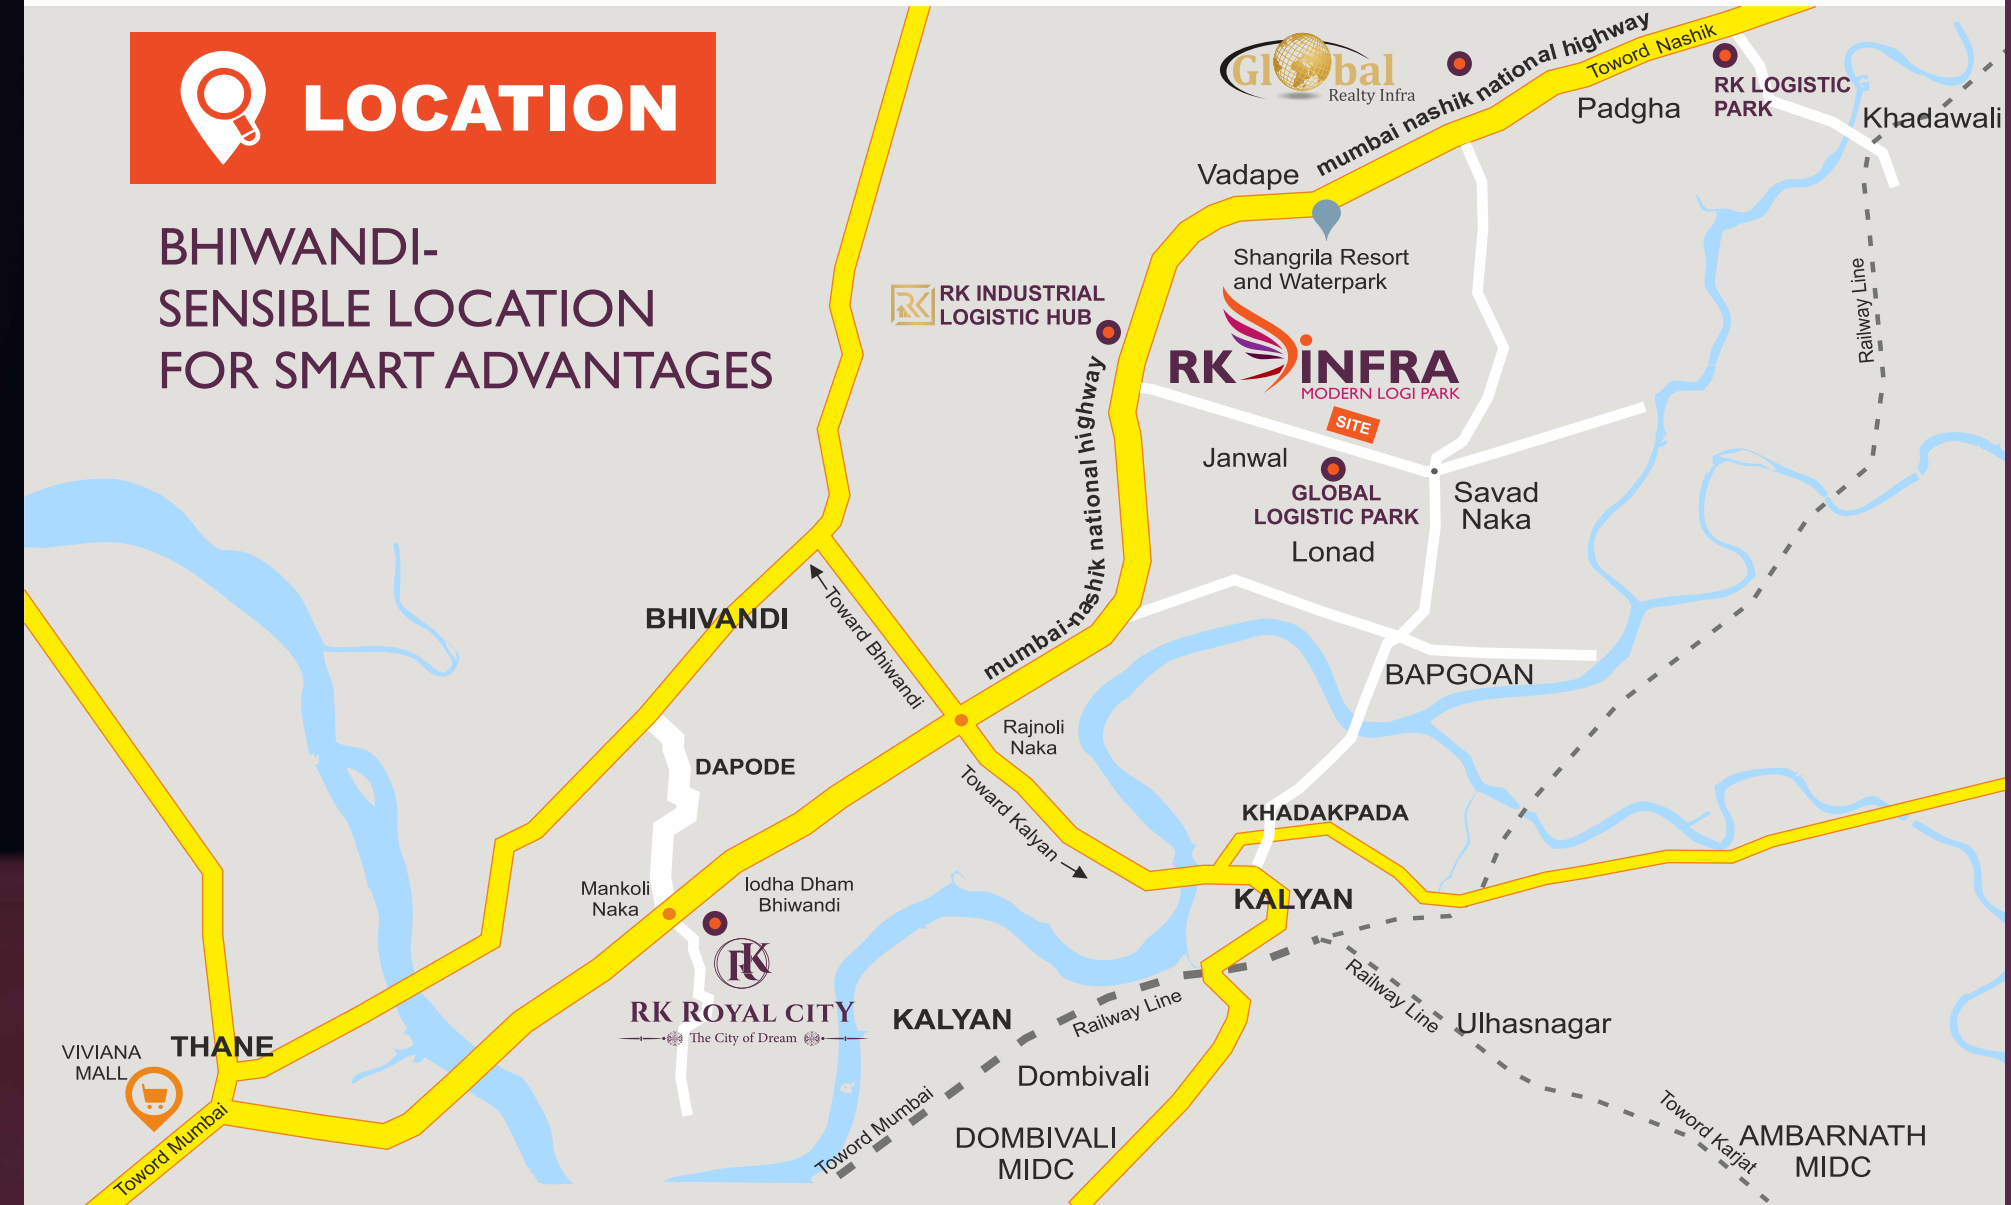 LOCATION
BHIWANDI-
SENSIBLE LOCATION
FOR SMART ADVANTAGES
Global
Realty Infra
mumbai nashik national highway
Toword Nashik
Padgha
RK LOGISTIC
PARK
Khadawali
Vadape
Shangrila Resort
and Waterpark
Railway Line
RK
RK INDUSTRIAL
LOGISTIC HUB
RK INFRA
MODERN LOGI PARK
SITE
Janwal
GLOBAL
LOGISTIC PARK
Lonad
Savad
Naka
mumbai-nashik national highway
BHIVANDI
Toward Bhiwandi
BAPGOAN
Rajnoli
Naka
DAPODE
Toward Kalyan
KHADAKPADA
Mankoli
Naka
lodha Dham
Bhiwandi
KALYAN
RK
RK ROYAL CITY
The City of Dream
KALYAN
Railway Line
Railway Line
Ulhasnagar
THANE
VIVIANA
MALL
Toword Mumbai
Dombivali
Toword Mumbai
DOMBIVALI
MIDC
Toword Karjat
AMBARNATH
MIDC